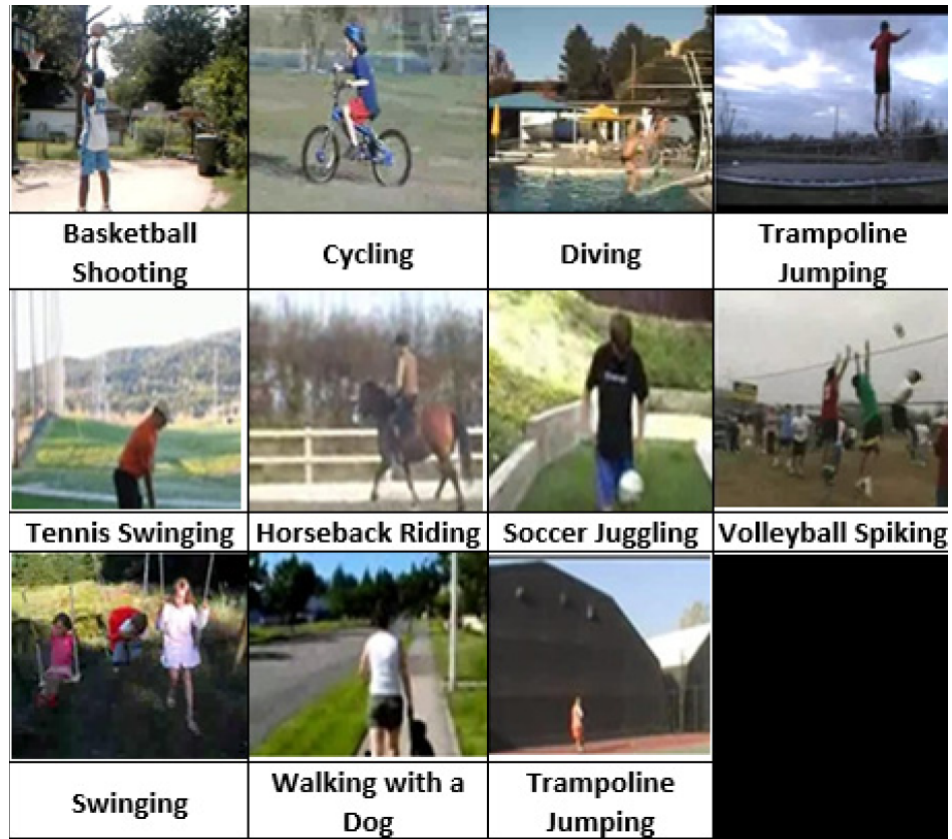 Basketball
Shooting
Cycling
Diving
Trampoline
Jumping
Tennis Swinging
Horseback Riding
Soccer Juggling
Volleyball Spiking
Swinging
Walking with a
Dog
Trampoline
Jumping